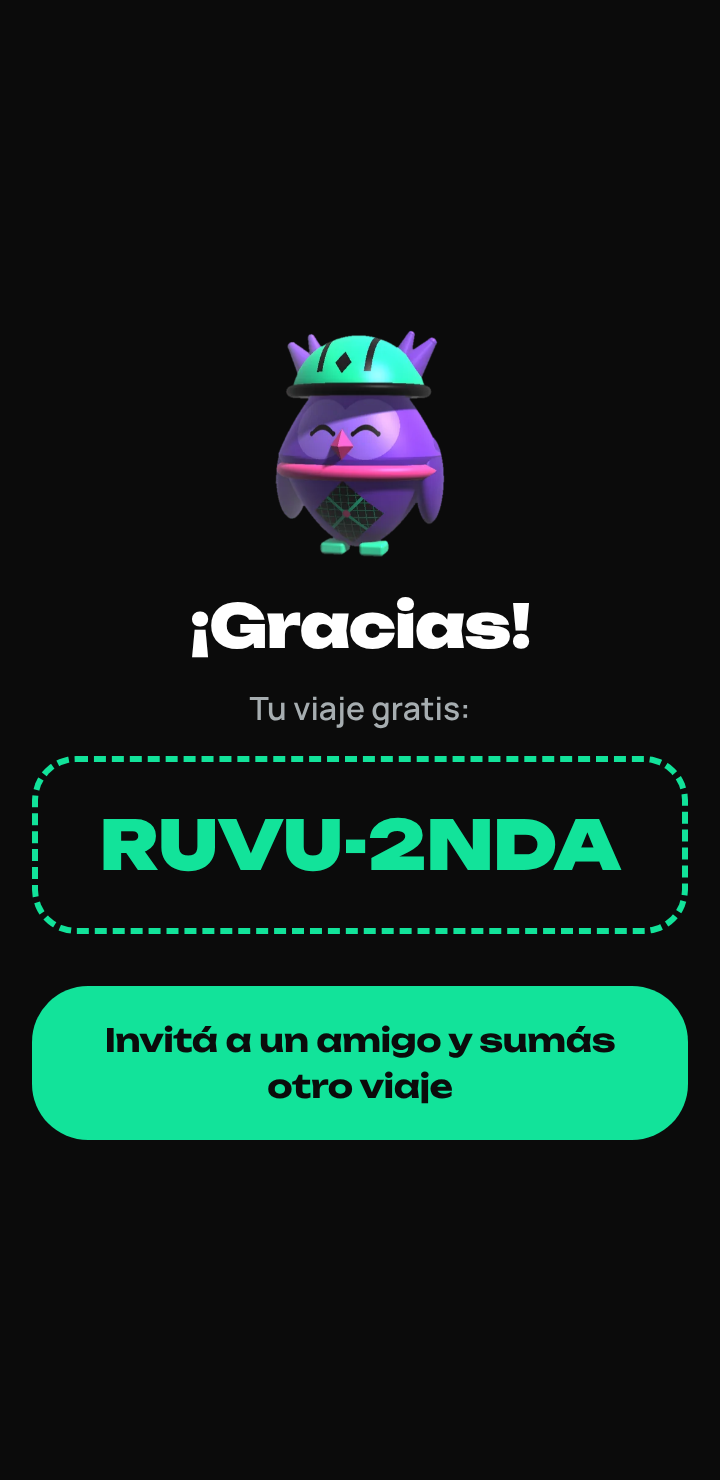 ¡Gracias!
Tu viaje gratis:
RUVU-2NDA
Invitá a un amigo y sumás
otro viaje